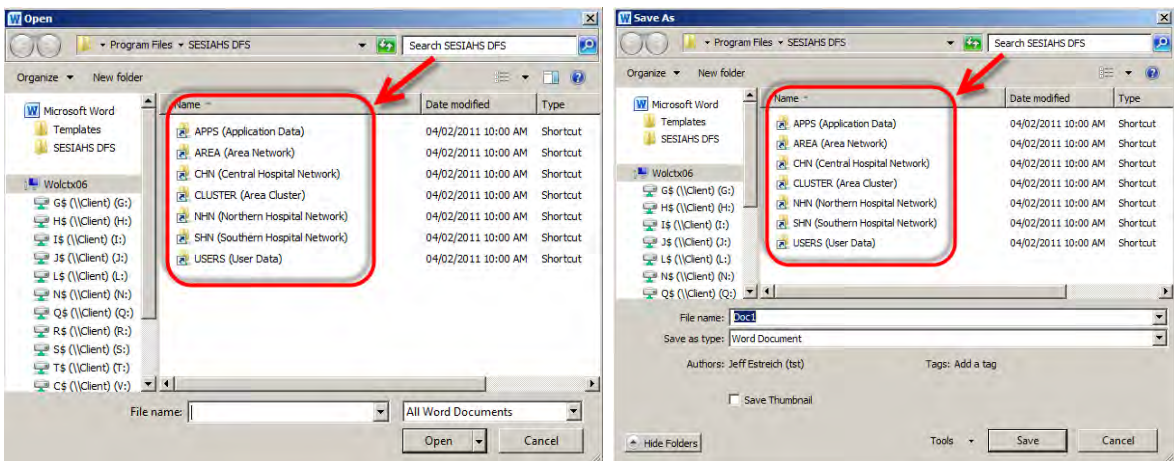 Open
Program Files SESIAHS DFS
Search SESIAHS DFS
Organize New folder
Name Date modified Type
Microsoft Word
Templates
SESIAHS DFS
Wolctx06
G$ (\\Client) (G:)
H$ (\\Client) (H:)
I$ (\\Client) (I:)
J$ (\\Client) (J:)
L$ (\\Client) (L:)
N$ (\\Client) (N:)
Q$ (\\Client) (Q:)
R$ (\\Client) (R:)
S$ (\\Client) (S:)
T$ (\\Client) (T:)
C$ (\\Client) (V:)
APPS (Application Data) 04/02/2011 10:00 AM Shortcut
AREA (Area Network) 04/02/2011 10:00 AM Shortcut
CHN (Central Hospital Network) 04/02/2011 10:00 AM Shortcut
CLUSTER (Area Cluster) 04/02/2011 10:00 AM Shortcut
NHN (Northern Hospital Network) 04/02/2011 10:00 AM Shortcut
SHN (Southern Hospital Network) 04/02/2011 10:00 AM Shortcut
USERS (User Data) 04/02/2011 10:00 AM Shortcut
File name: All Word Documents
Open Cancel
Save As
Program Files SESIAHS DFS
Search SESIAHS DFS
Organize New folder
Name Date modified Type
Microsoft Word
Templates
SESIAHS DFS
Wolctx06
G$ (\\Client) (G:)
H$ (\\Client) (H:)
I$ (\\Client) (I:)
J$ (\\Client) (J:)
L$ (\\Client) (L:)
N$ (\\Client) (N:)
Q$ (\\Client) (Q:)
APPS (Application Data) 04/02/2011 10:00 AM Shortcut
AREA (Area Network) 04/02/2011 10:00 AM Shortcut
CHN (Central Hospital Network) 04/02/2011 10:00 AM Shortcut
CLUSTER (Area Cluster) 04/02/2011 10:00 AM Shortcut
NHN (Northern Hospital Network) 04/02/2011 10:00 AM Shortcut
SHN (Southern Hospital Network) 04/02/2011 10:00 AM Shortcut
USERS (User Data) 04/02/2011 10:00 AM Shortcut
File name: Doc1
Save as type: Word Document
Authors: Jeff Estreich (tst) Tags: Add a tag
Save Thumbnail
Hide Folders Tools Save Cancel